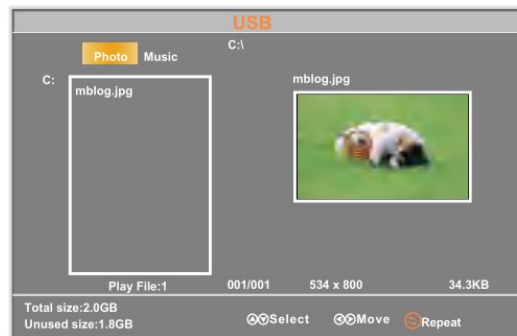 USB
Photo Music
C:\
C:
mblog.jpg
mblog.jpg
Play File:1
001/001 534 x 800 34.3KB
Total size:2.0GB
Unused size:1.8GB
Select Move Repeat